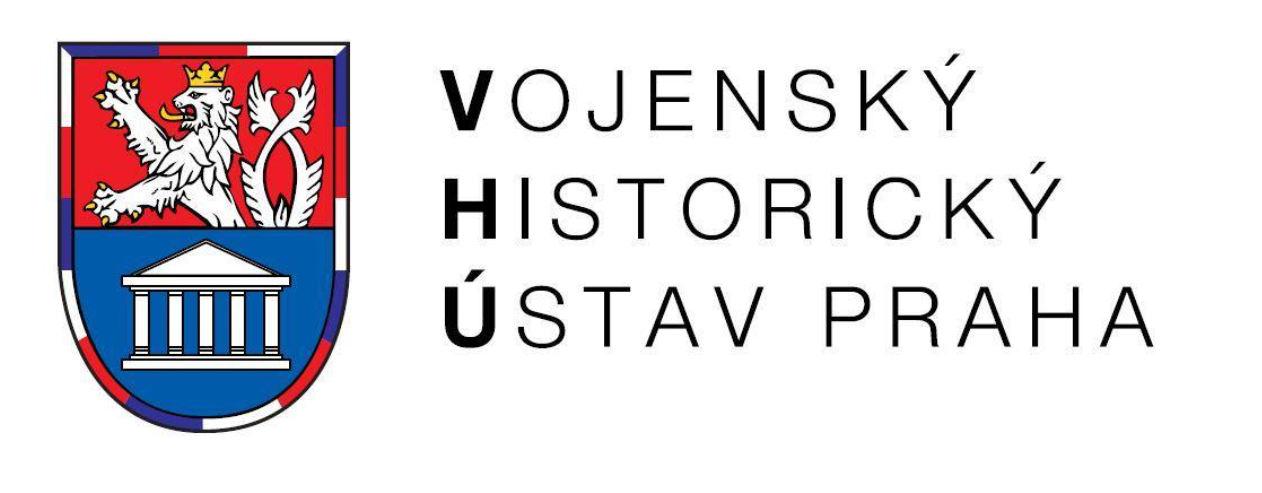 VOJENSKÝ
HISTORICKÝ
ÚSTAV PRAHA